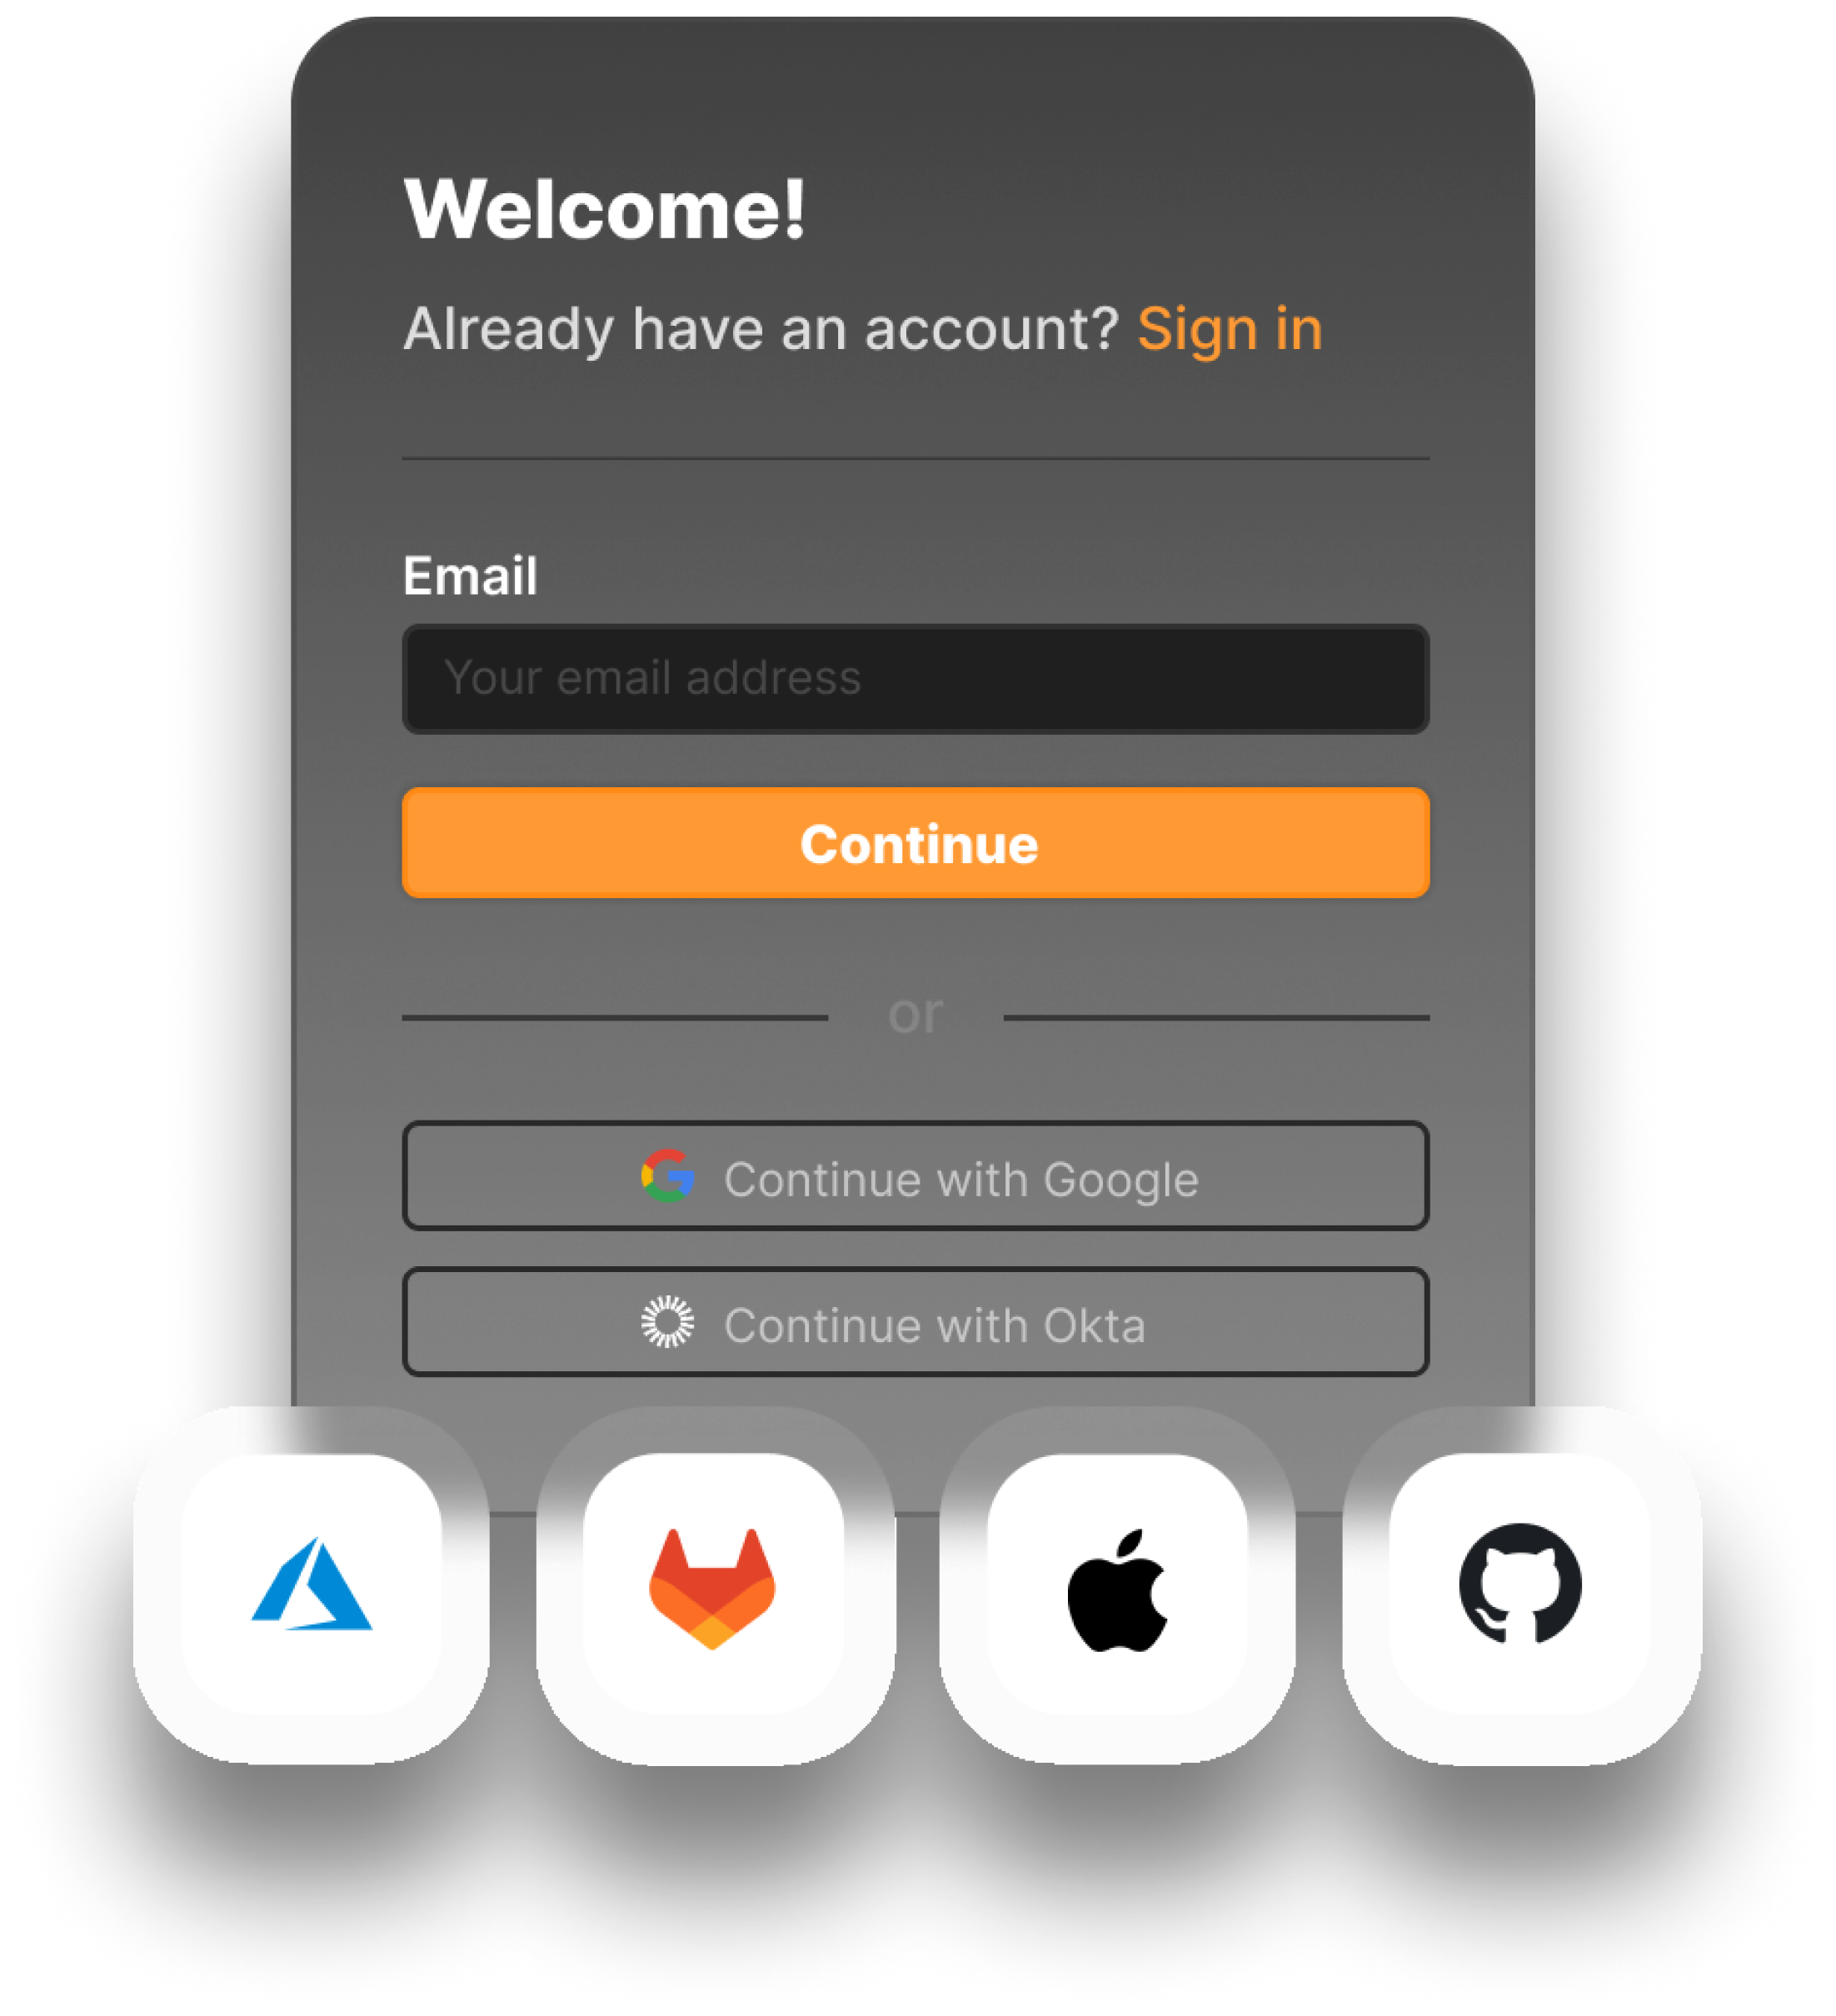 Welcome!
Already have an account? Sign in
Email
Your email address
Continue
or
Continue with Google
Continue with Okta